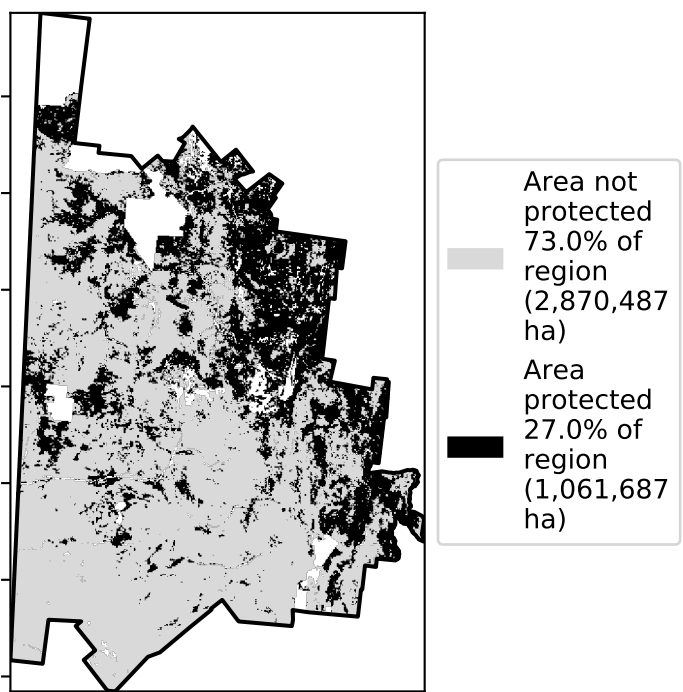 Area not
protected
73.0% of
region
(2,870,487
ha)
Area
protected
27.0% of
region
(1,061,687
ha)